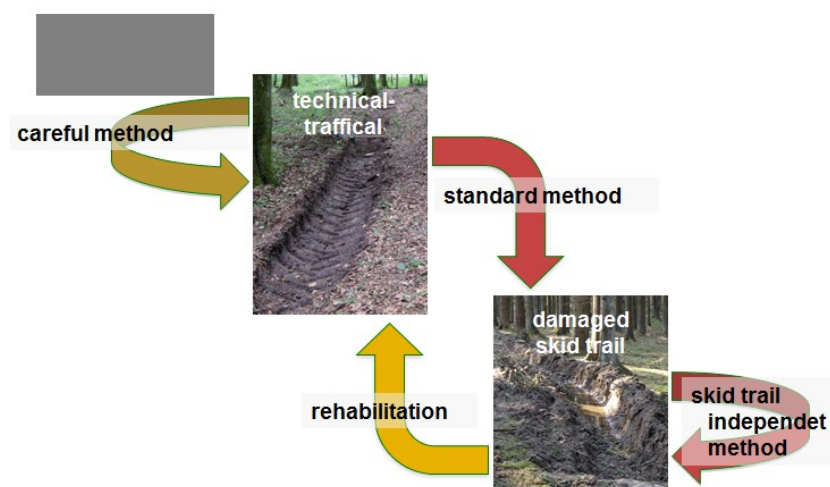 technical-
traffical
careful method
standard method
damaged
skid trail
rehabilitation
skid trail
independet
method